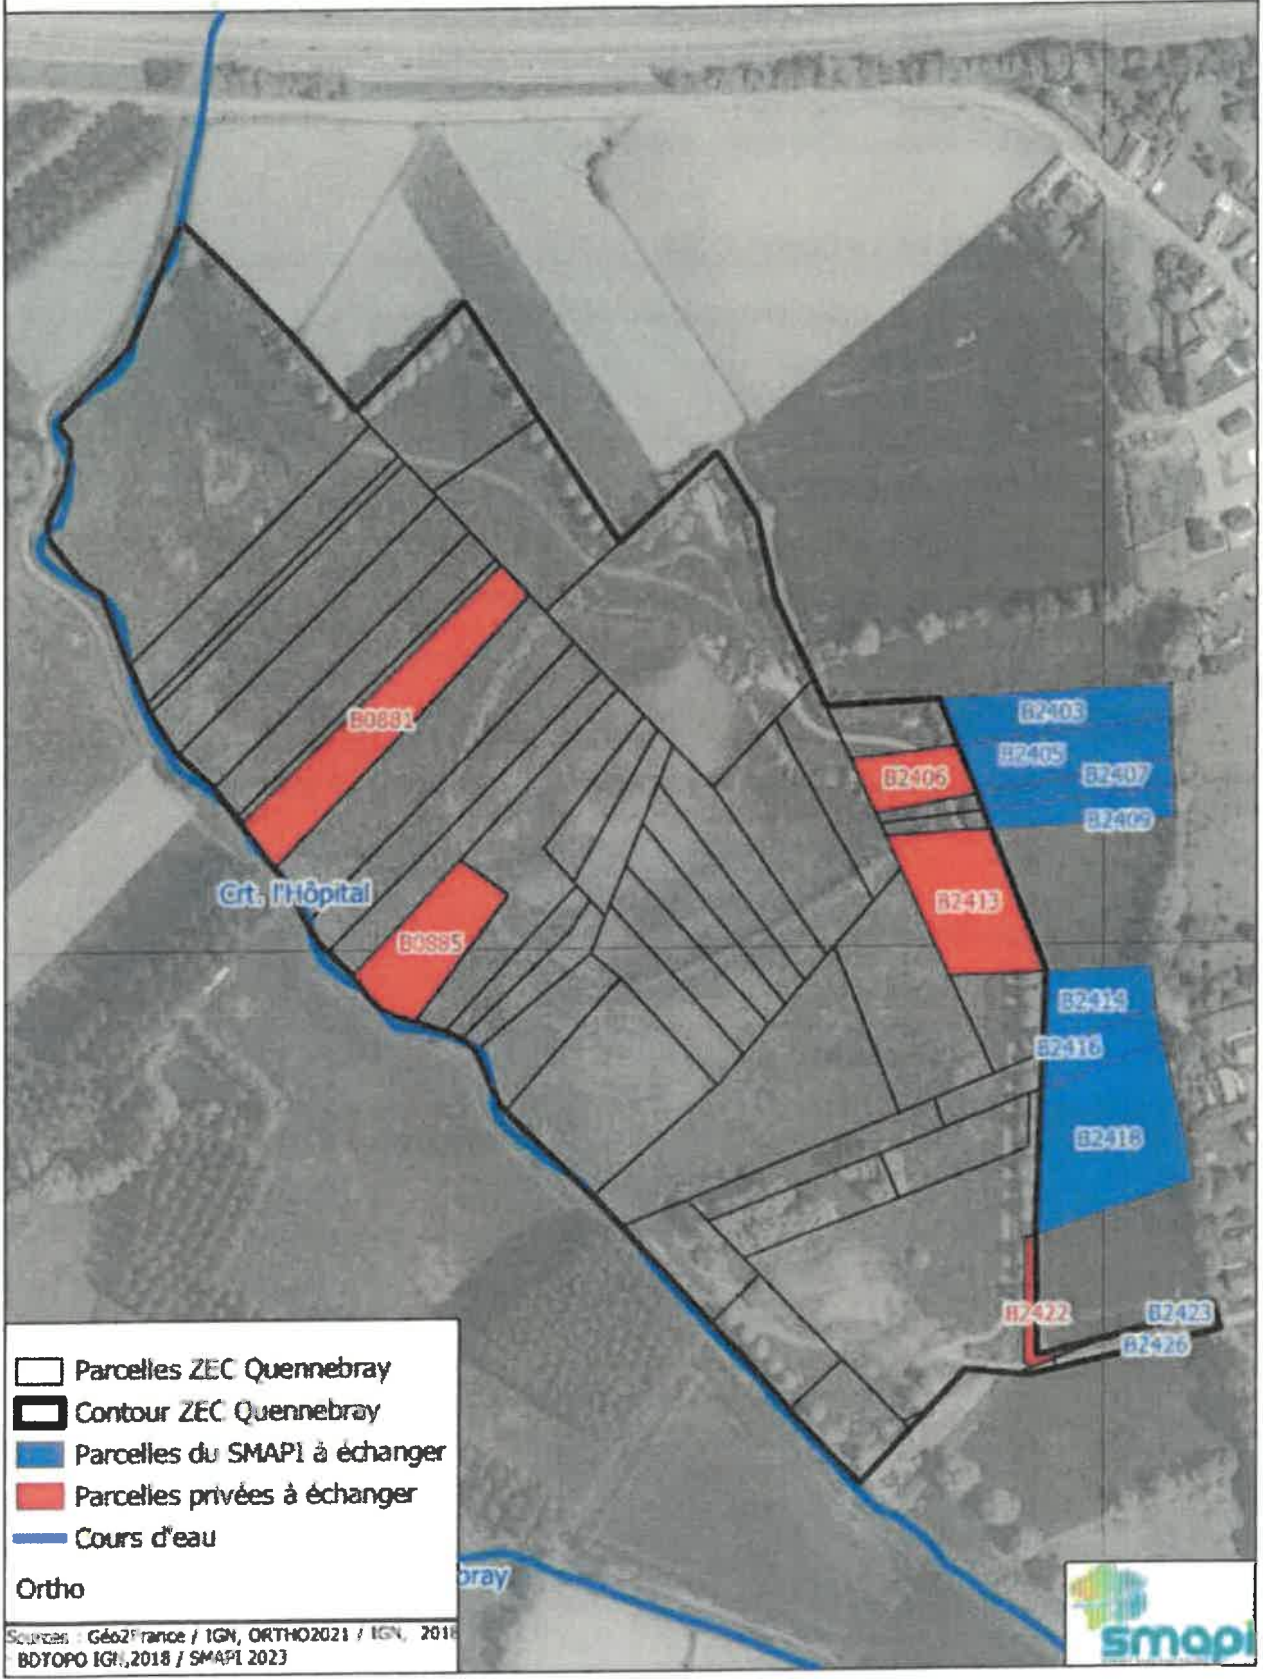 B2403
B2405
B2407
B2406
B2409
B0881
Crt. l'Hôpital
B2413
B0885
B2414
B2416
B2418
B2422
B2423
B2426
Parcelles ZEC Quennebray
Contour ZEC Quennebray
Parcelles du SMAPI à échanger
Parcelles privées à échanger
Cours d'eau
Ortho
bray
Sources : Géo2France / IGN, ORTHO2021 / IGN, 2018
BDTOPO IGN,2018 / SMAPI 2023
smapi